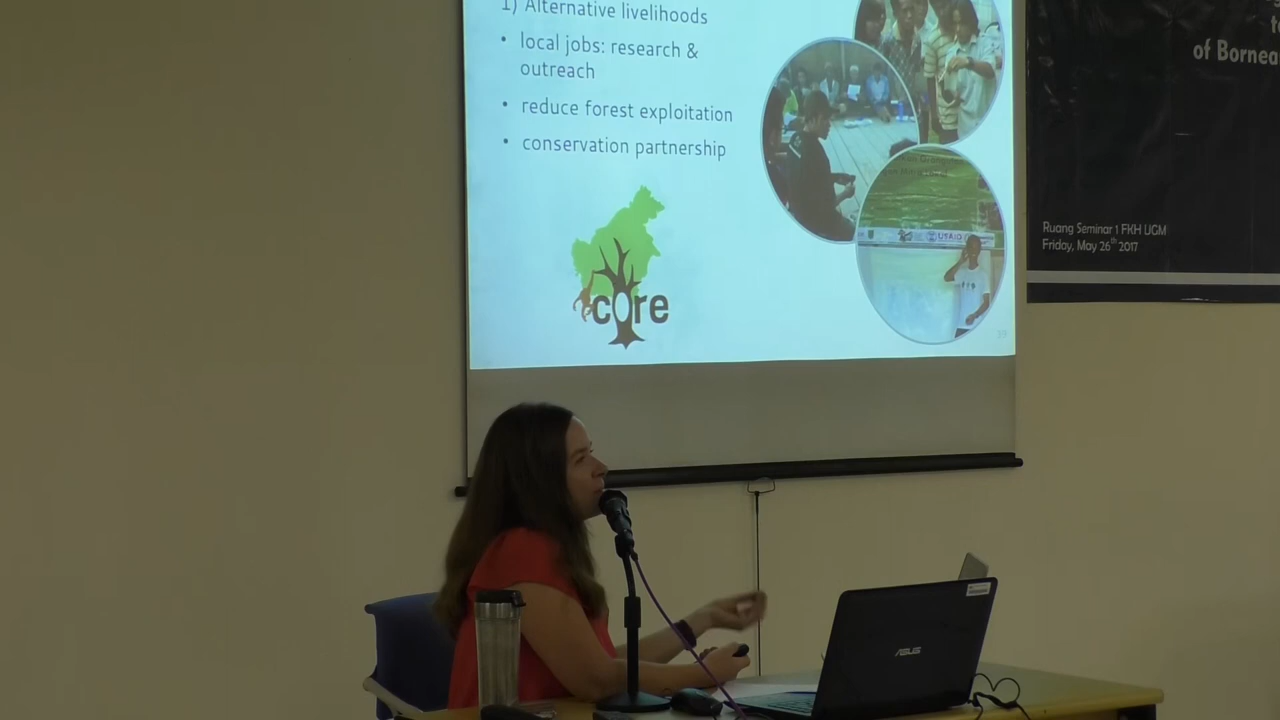 1) Alternative livelihoods
• local jobs: research &
outreach
• reduce forest exploitation
• conservation partnership
core
USAID
of Bornea
Ruang Seminar 1 FKH UGM
Friday, May 26th 2017
ASUS